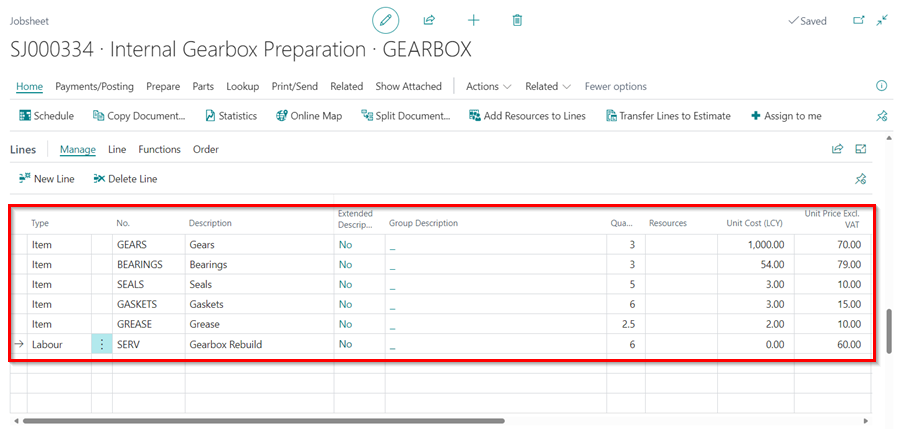 Jobsheet
Saved
SJ000334 · Internal Gearbox Preparation · GEARBOX
Home Payments/Posting Prepare Parts Lookup Print/Send Related Show Attached Actions Related Fewer options
Schedule Copy Document... Statistics Online Map Split Document... Add Resources to Lines Transfer Lines to Estimate Assign to me
Lines Manage Line Functions Order
New Line Delete Line
Type No. Description Extended Descrip... Group Description Qua... Resources Unit Cost (LCY) Unit Price Excl. VAT
Item GEARS Gears No _ 3 1,000.00 70.00
Item BEARINGS Bearings No _ 3 54.00 79.00
Item SEALS Seals No _ 5 3.00 10.00
Item GASKETS Gaskets No _ 6 3.00 15.00
Item GREASE Grease No _ 2.5 2.00 10.00
Labour SERV Gearbox Rebuild No _ 6 0.00 60.00